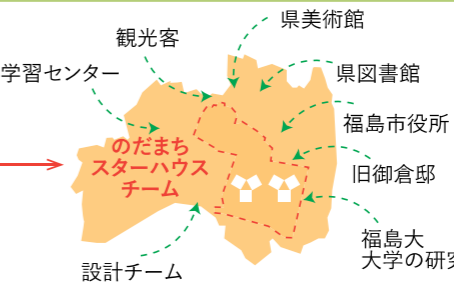 県美術館
観光客
学習センター
県図書館
福島市役所
のだまち
スターハウス
チーム
旧御倉邸
福島大
大学の研究
設計チーム